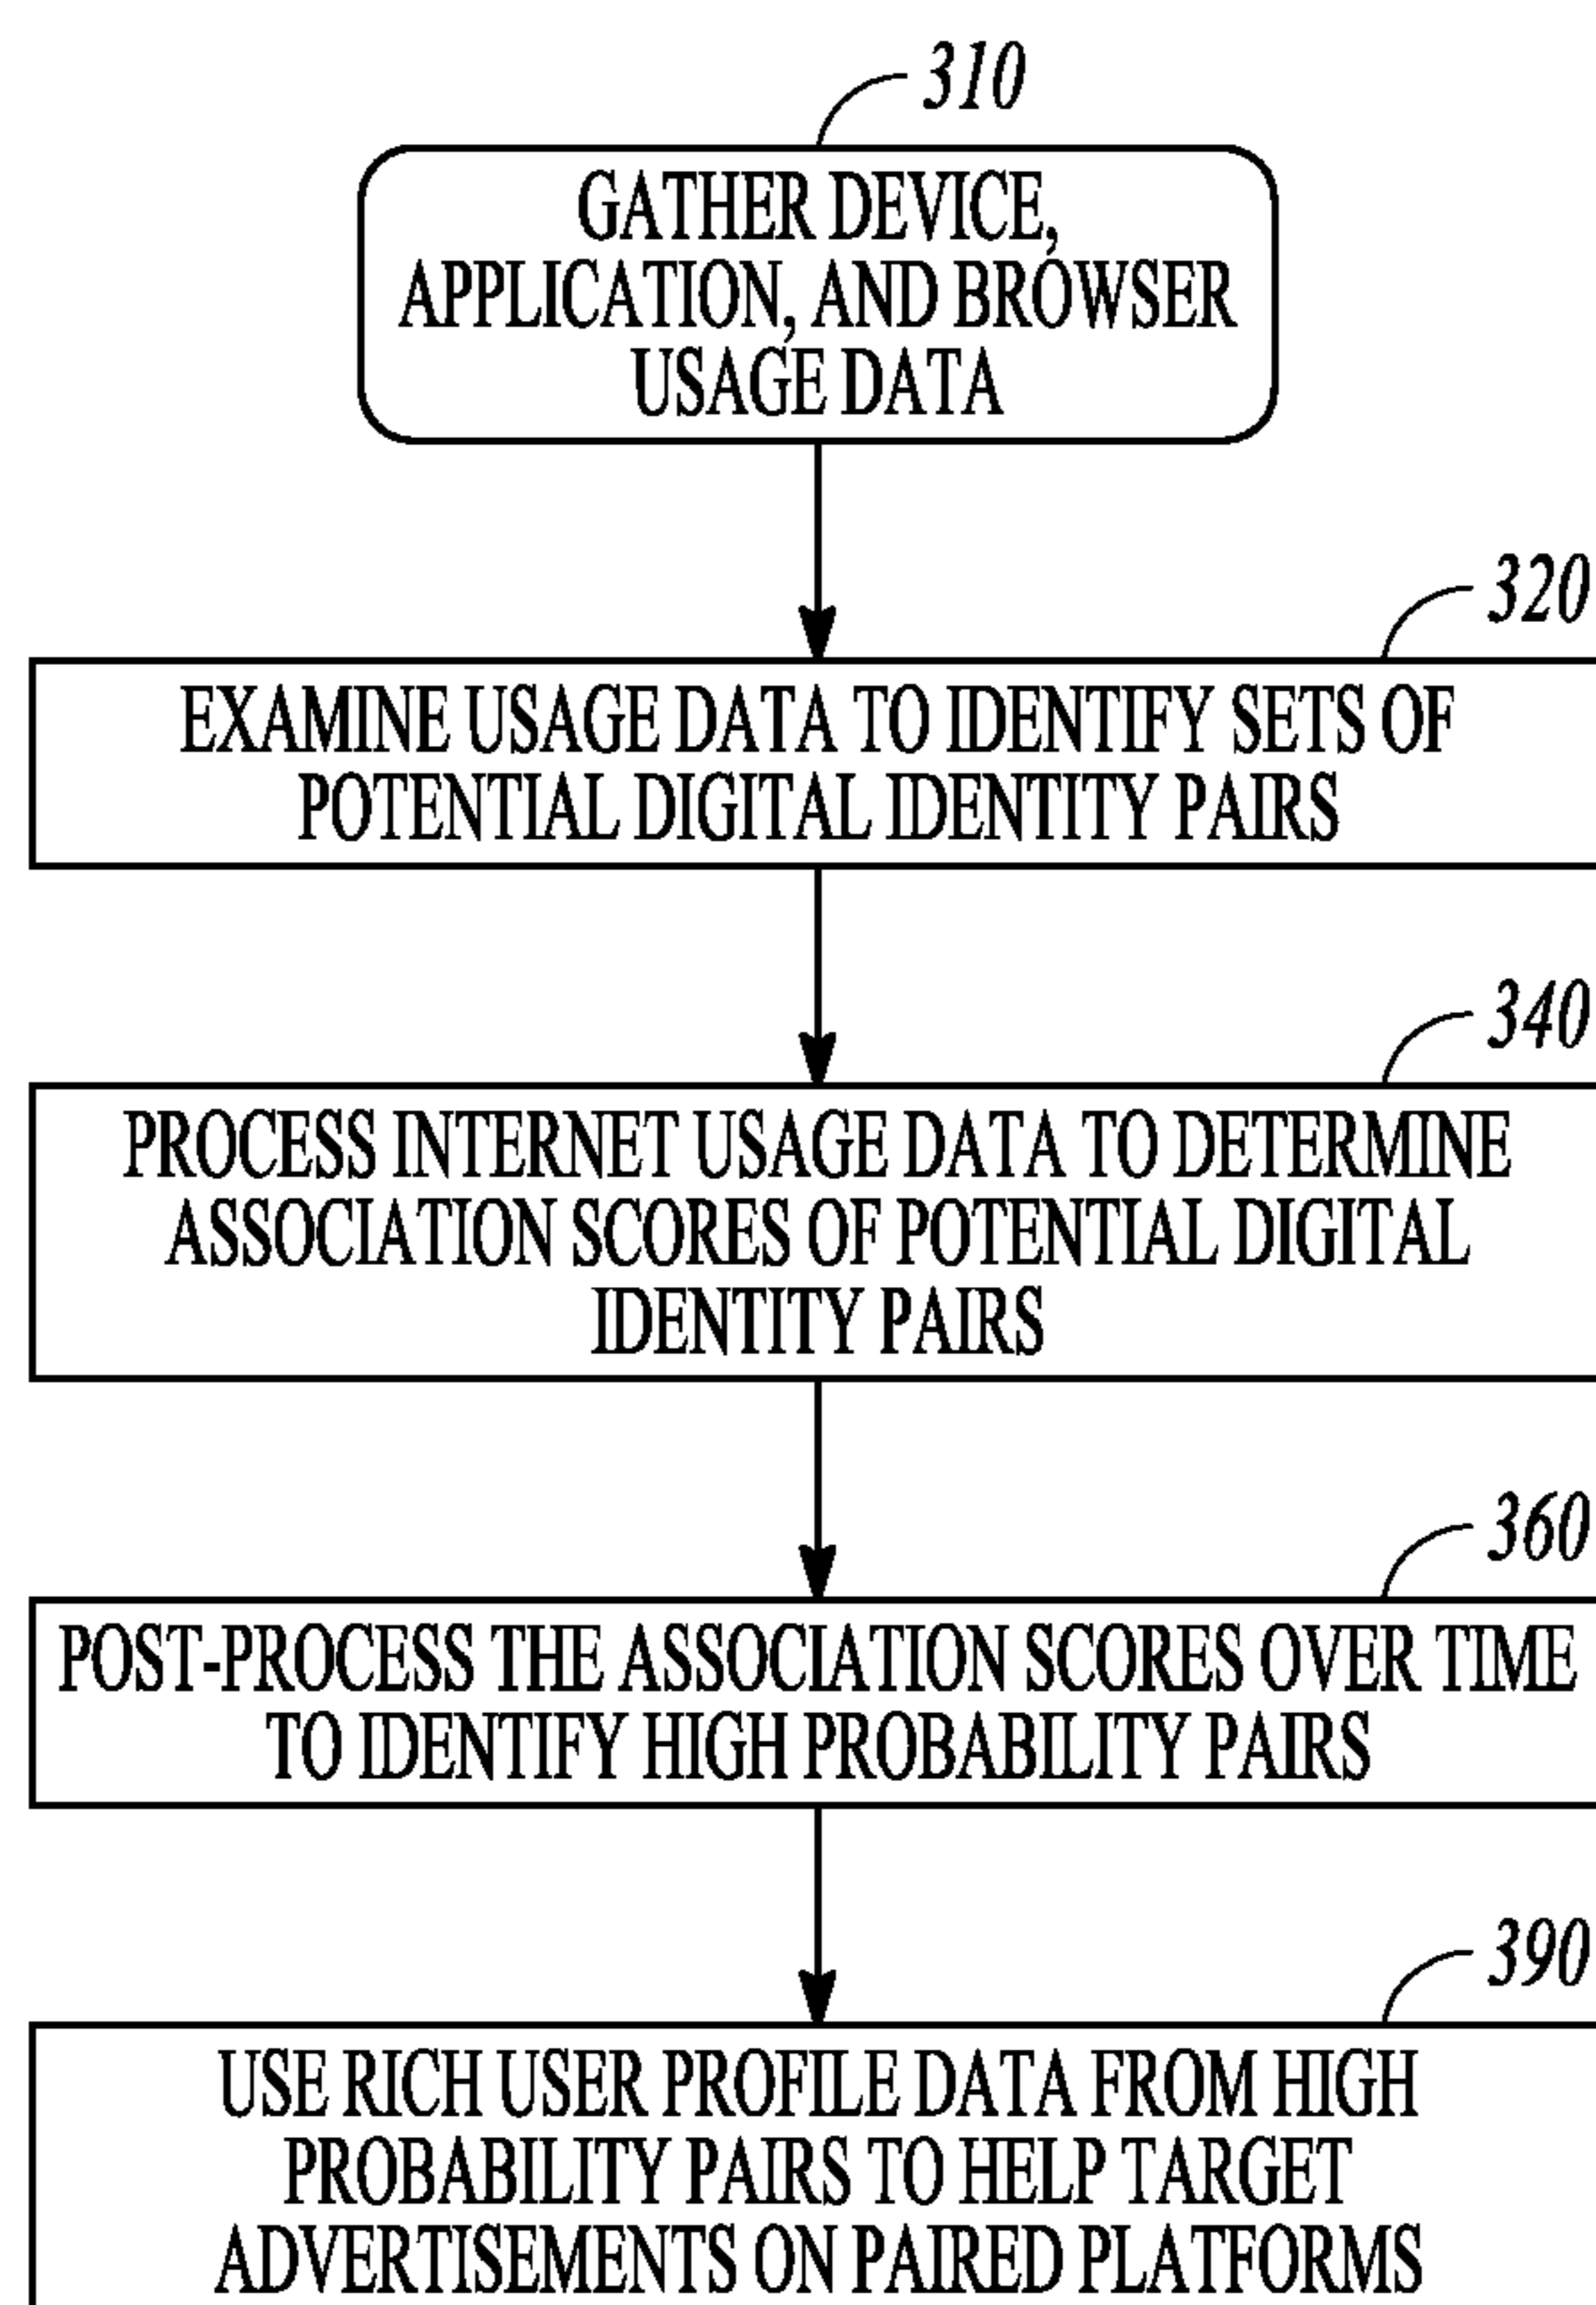 310
GATHER DEVICE,
APPLICATION, AND BROWSER
USAGE DATA
320
EXAMINE USAGE DATA TO IDENTIFY SETS OF
POTENTIAL DIGITAL IDENTITY PAIRS
340
PROCESS INTERNET USAGE DATA TO DETERMINE
ASSOCIATION SCORES OF POTENTIAL DIGITAL
IDENTITY PAIRS
360
POST-PROCESS THE ASSOCIATION SCORES OVER TIME
TO IDENTIFY HIGH PROBABILITY PAIRS
390
USE RICH USER PROFILE DATA FROM HIGH
PROBABILITY PAIRS TO HELP TARGET
ADVERTISEMENTS ON PAIRED PLATFORMS